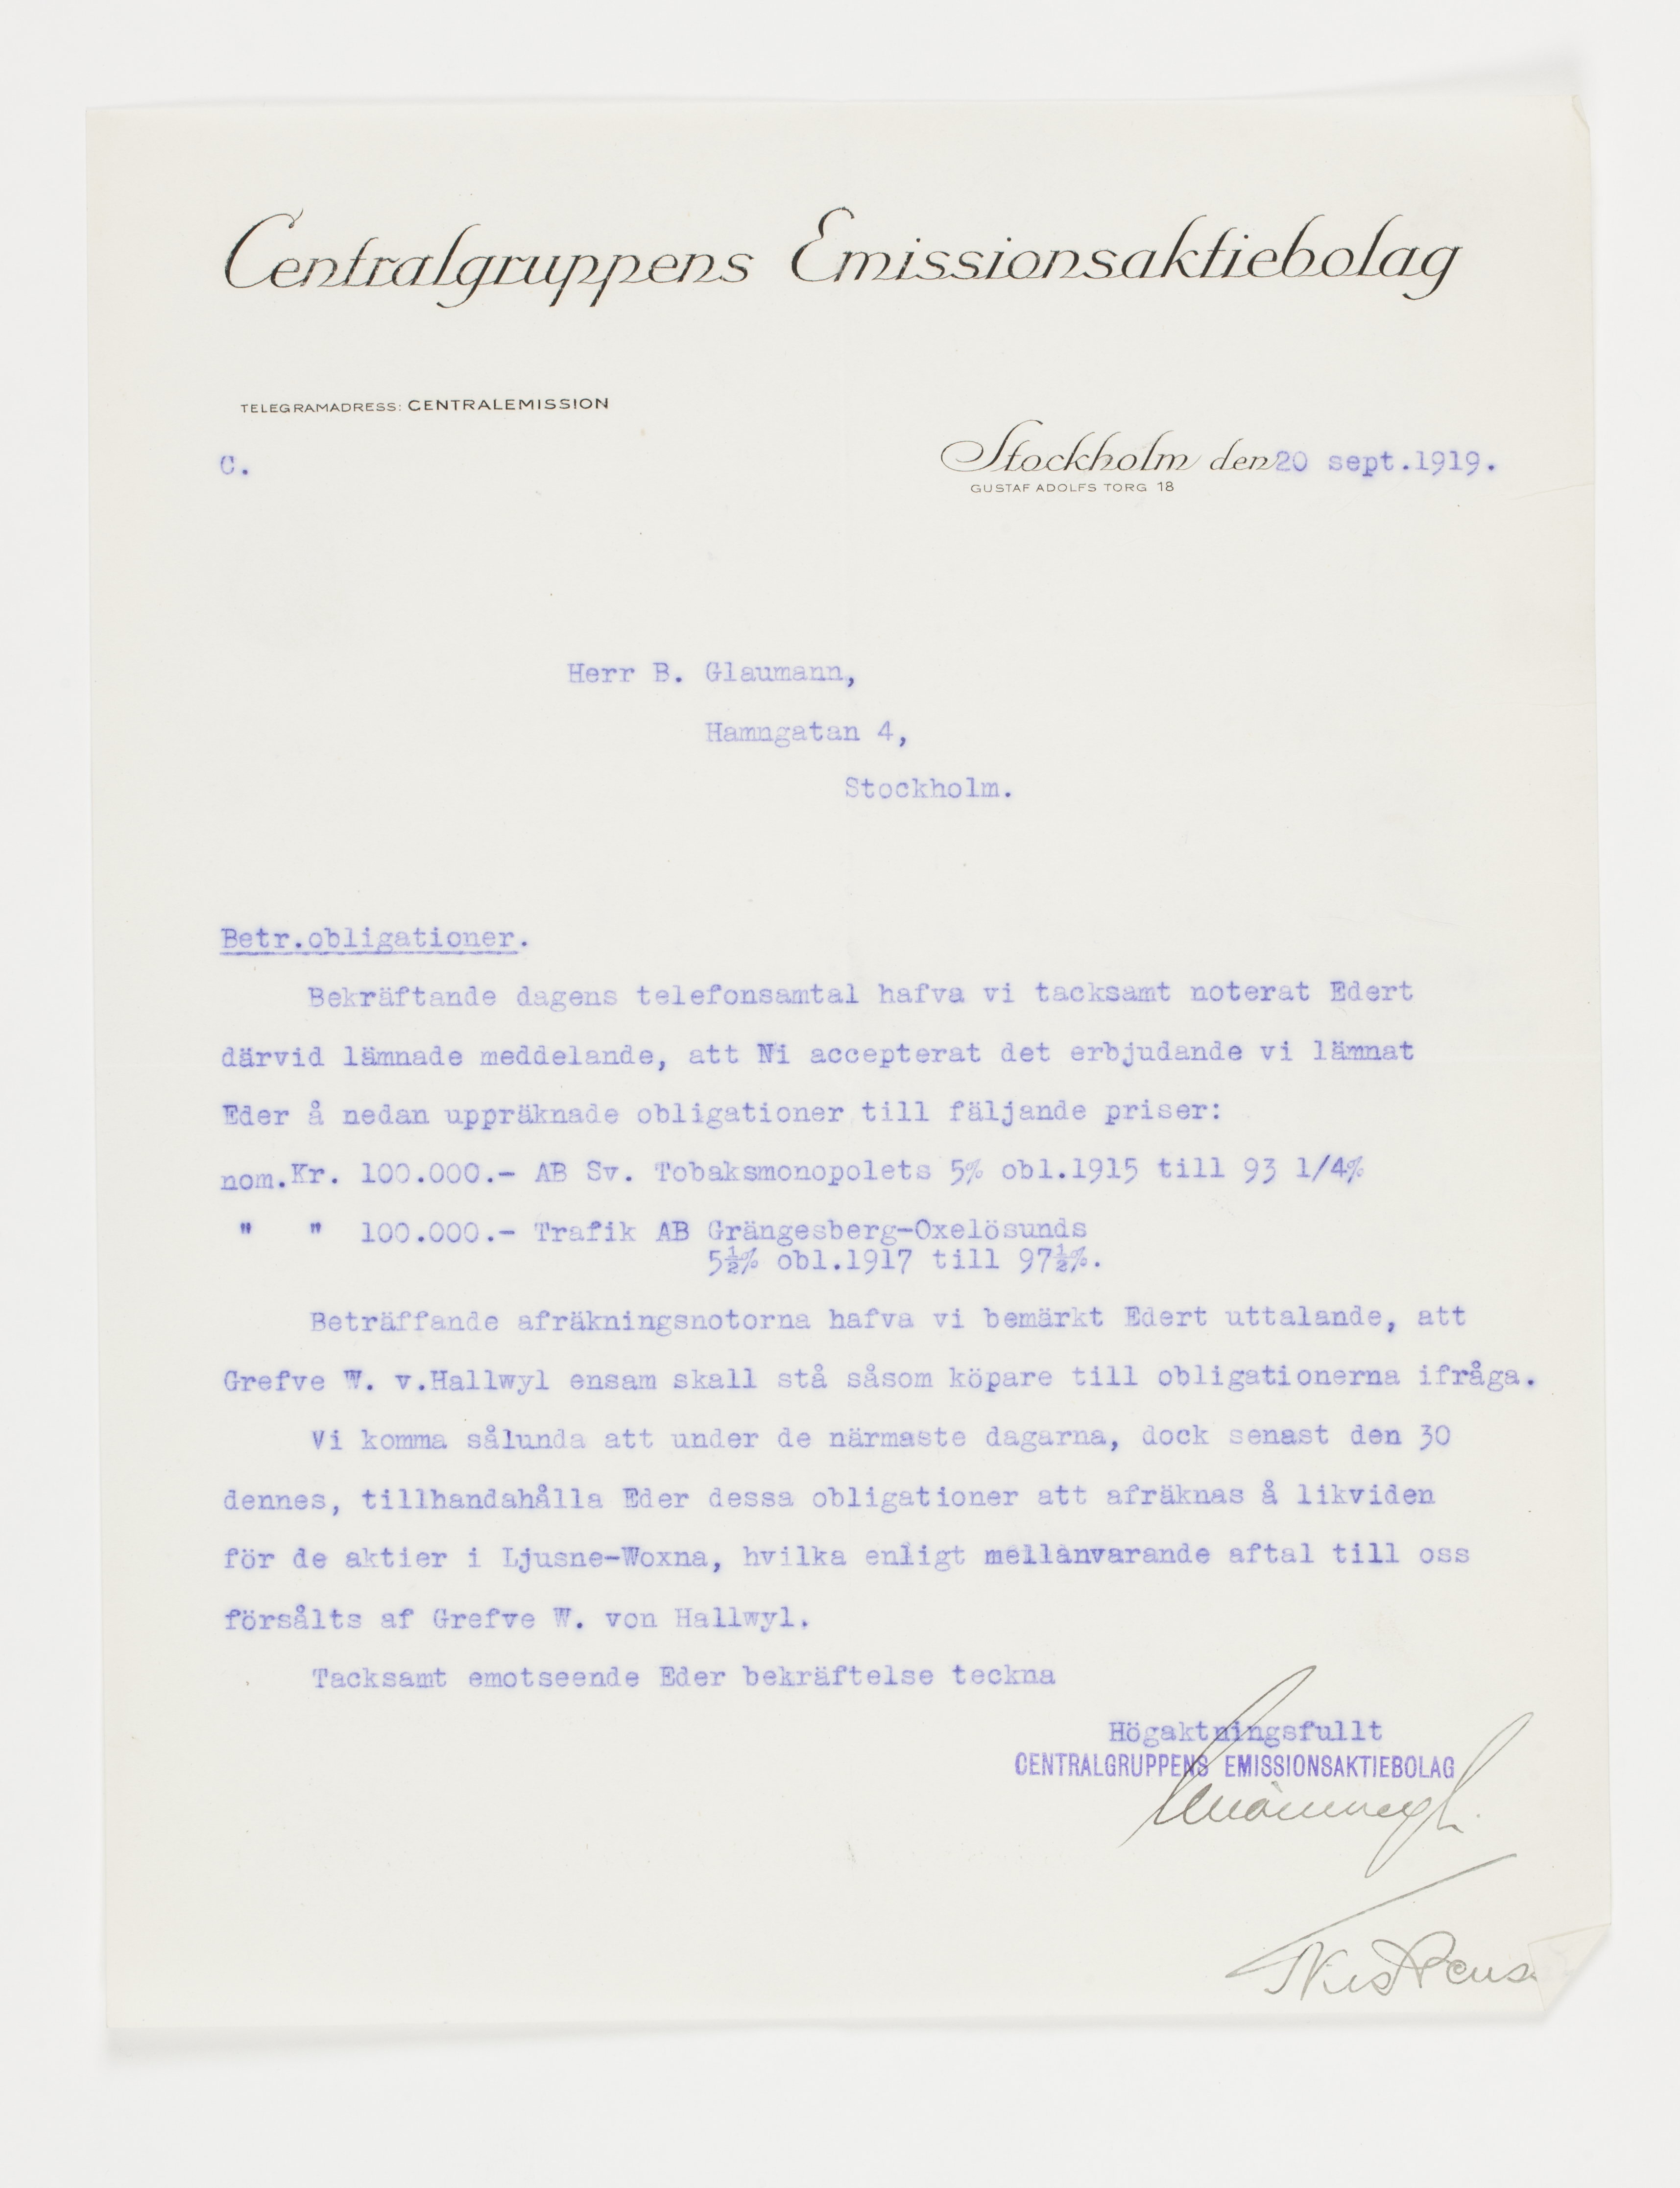 Centralgruppens Emissionsaktiebolag
TELEGRAMADRESS: CENTRALEMISSION
C.
Stockholm den 20 sept.1919.
GUSTAF ADOLFS TORG 18
Herr B. Glaumann,
Hamngatan 4,
Stockholm.
Betr.obligationer.
Bekräftande dagens telefonsamtal hafva vi tacksamt noterat Edert
därvid lämnade meddelande, att Ni accepterat det erbjudande vi lämnat
Eder å nedan uppräknade obligationer till fäljande priser:
nom.Kr. 100.000.- AB Sv. Tobaksmonopolets 5% obl.1915 till 93 1/4%
" " 100.000.- Trafik AB Grängesberg-Oxelösunds
5½% obl.1917 till 97½%.
Beträffande afräkningsnotorna hafva vi bemärkt Edert uttalande, att
Grefve W. v.Hallwyl ensam skall stå såsom köpare till obligationerna ifråga.
Vi komma sålunda att under de närmaste dagarna, dock senast den 30
dennes, tillhandahålla Eder dessa obligationer att afräknas å likviden
för de aktier i Ljusne-Woxna, hvilka enligt mellanvarande aftal till oss
försålts af Grefve W. von Hallwyl.
Tacksamt emotseende Eder bekräftelse teckna
Högaktningsfullt
CENTRALGRUPPENS EMISSIONSAKTIEBOLAG